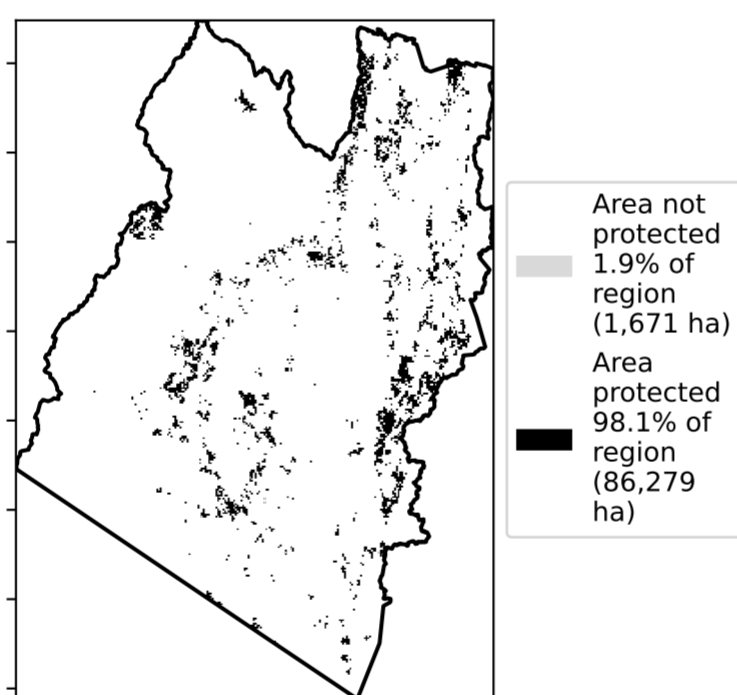 Area not
protected
1.9% of
region
(1,671 ha)
Area
protected
98.1% of
region
(86,279
ha)